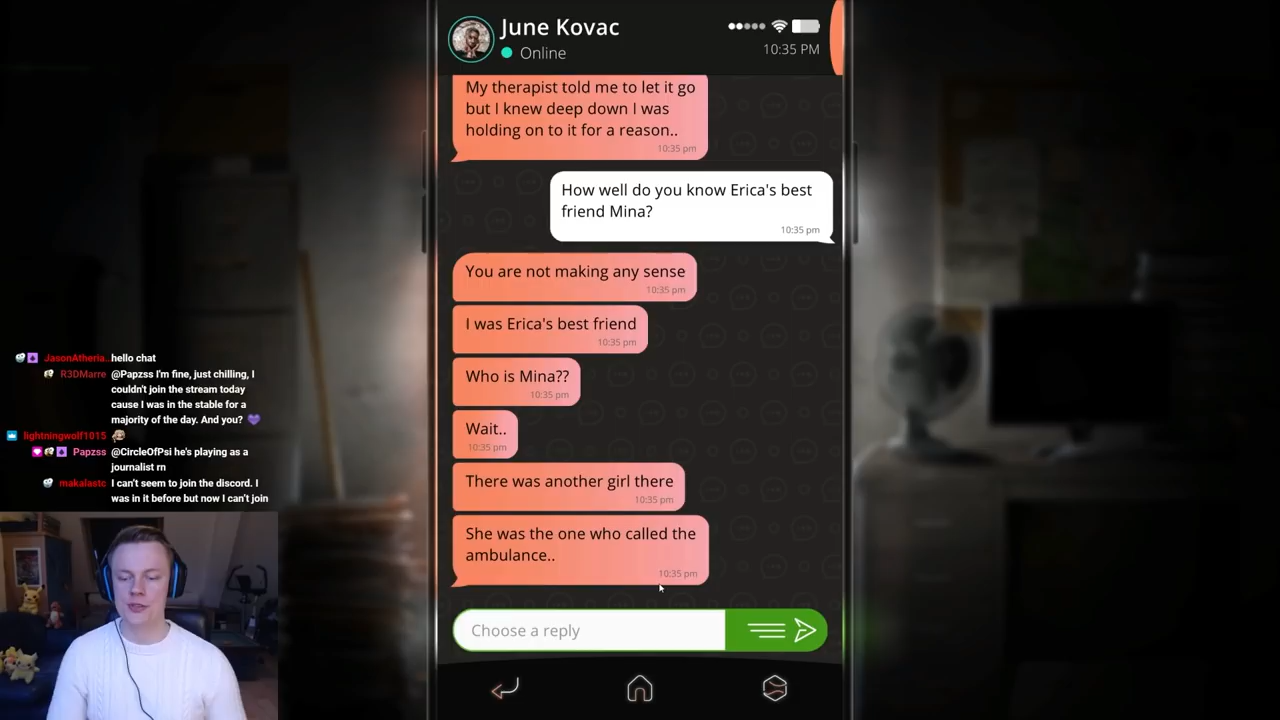 June Kovac
Online
10:35 PM
My therapist told me to let it go
but I knew deep down I was
holding on to it for a reason..
10:35 pm
How well do you know Erica's best
friend Mina?
10:35 pm
You are not making any sense
10:35 pm
I was Erica's best friend
10:35 pm
Who is Mina??
10:35 pm
Wait..
10:35 pm
There was another girl there
10:35 pm
She was the one who called the
ambulance..
10:35 pm
Choose a reply
JasonAtheria.. hello chat
R3DMarre @Papzss I'm fine, just chilling, I
couldn't join the stream today
cause I was in the stable for a
majority of the day. And you?
lightningwolf1015
Papzss @CircleOfPsi he's playing as a
journalist rn
makalastc I can't seem to join the discord. I
was in it before but now I can't join